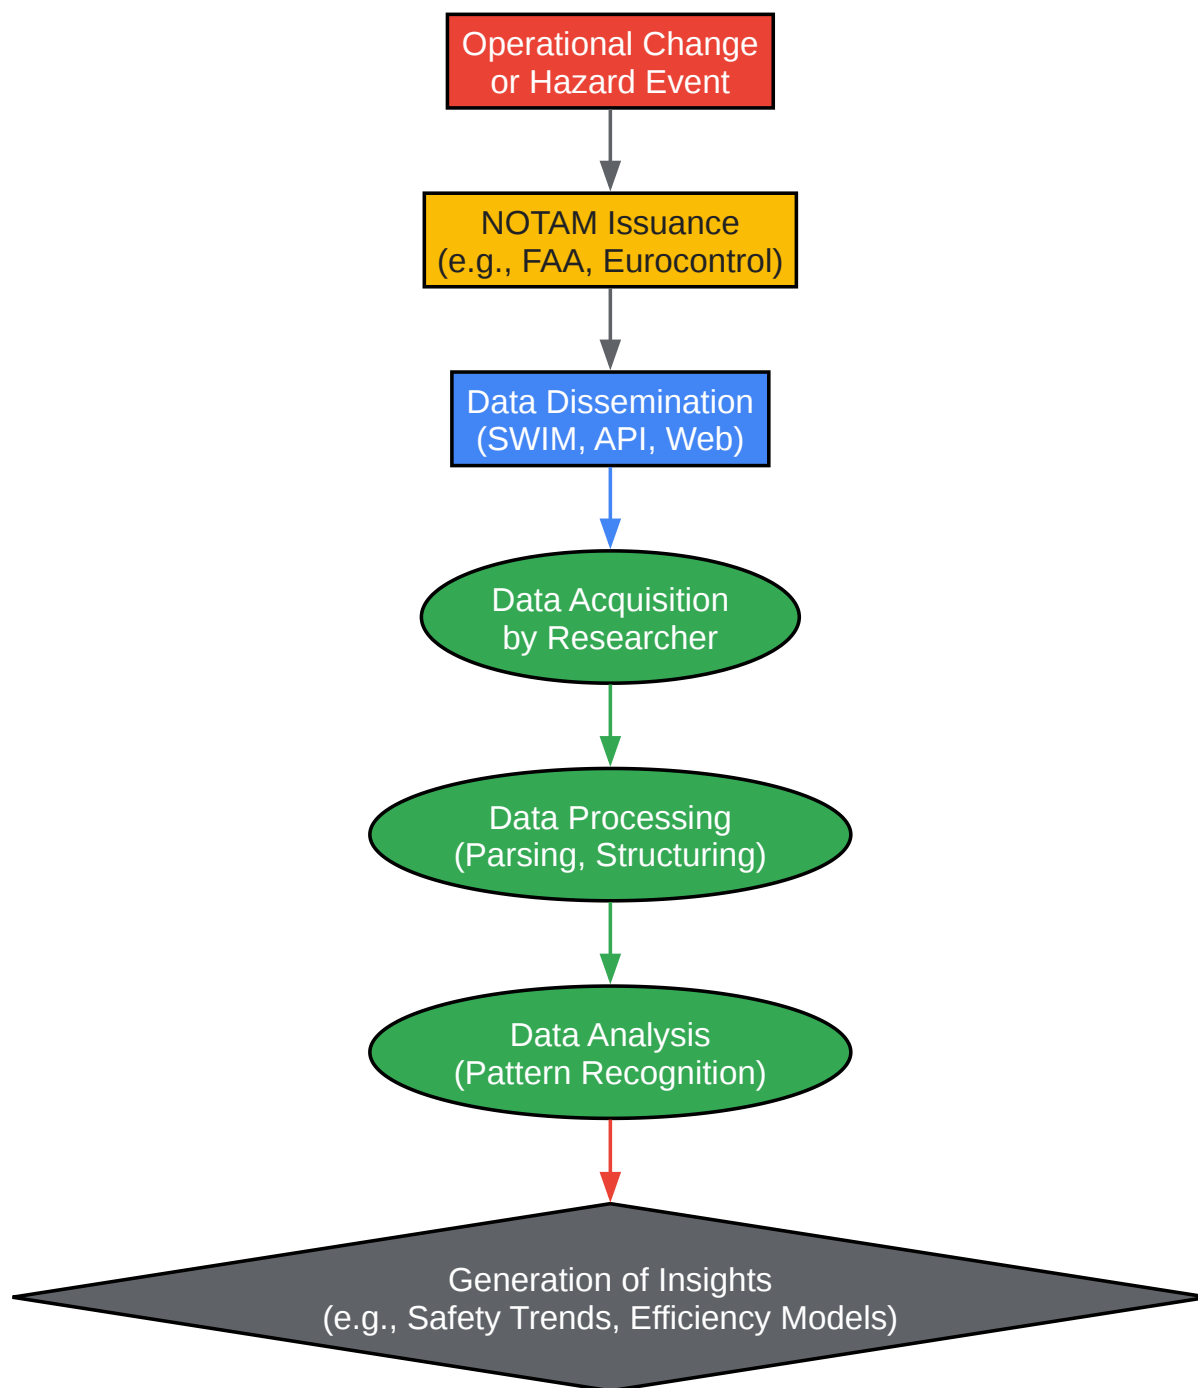 Operational Change
or Hazard Event
NOTAM Issuance
(e.g., FAA, Eurocontrol)
Data Dissemination
(SWIM, API, Web)
Data Acquisition
by Researcher
Data Processing
(Parsing, Structuring)
Data Analysis
(Pattern Recognition)
Generation of Insights
(e.g., Safety Trends, Efficiency Models)